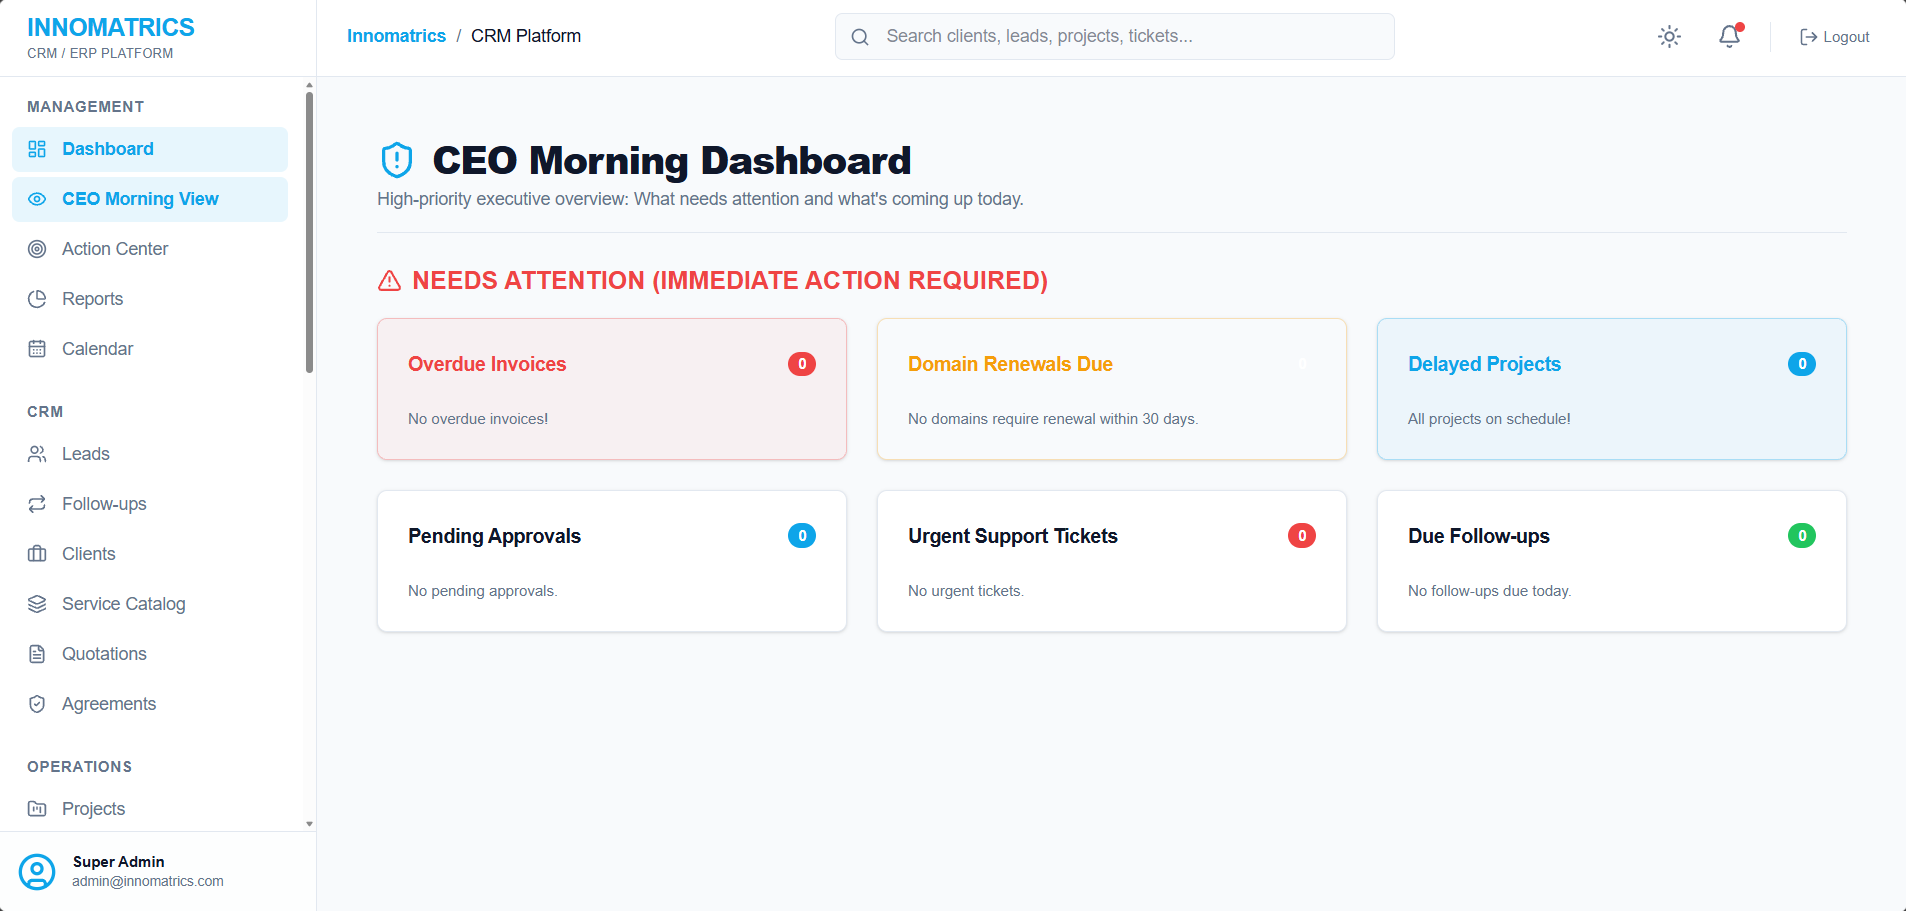 INNOMATRICS
CRM / ERP PLATFORM
Innomatrics / CRM Platform
Search clients, leads, projects, tickets...
Logout
MANAGEMENT
Dashboard
CEO Morning View
Action Center
Reports
Calendar
CRM
Leads
Follow-ups
Clients
Service Catalog
Quotations
Agreements
OPERATIONS
Projects
Super Admin
admin@innomatrics.com
CEO Morning Dashboard
High-priority executive overview: What needs attention and what's coming up today.
NEEDS ATTENTION (IMMEDIATE ACTION REQUIRED)
Overdue Invoices 0
No overdue invoices!
Domain Renewals Due 0
No domains require renewal within 30 days.
Delayed Projects 0
All projects on schedule!
Pending Approvals 0
No pending approvals.
Urgent Support Tickets 0
No urgent tickets.
Due Follow-ups 0
No follow-ups due today.